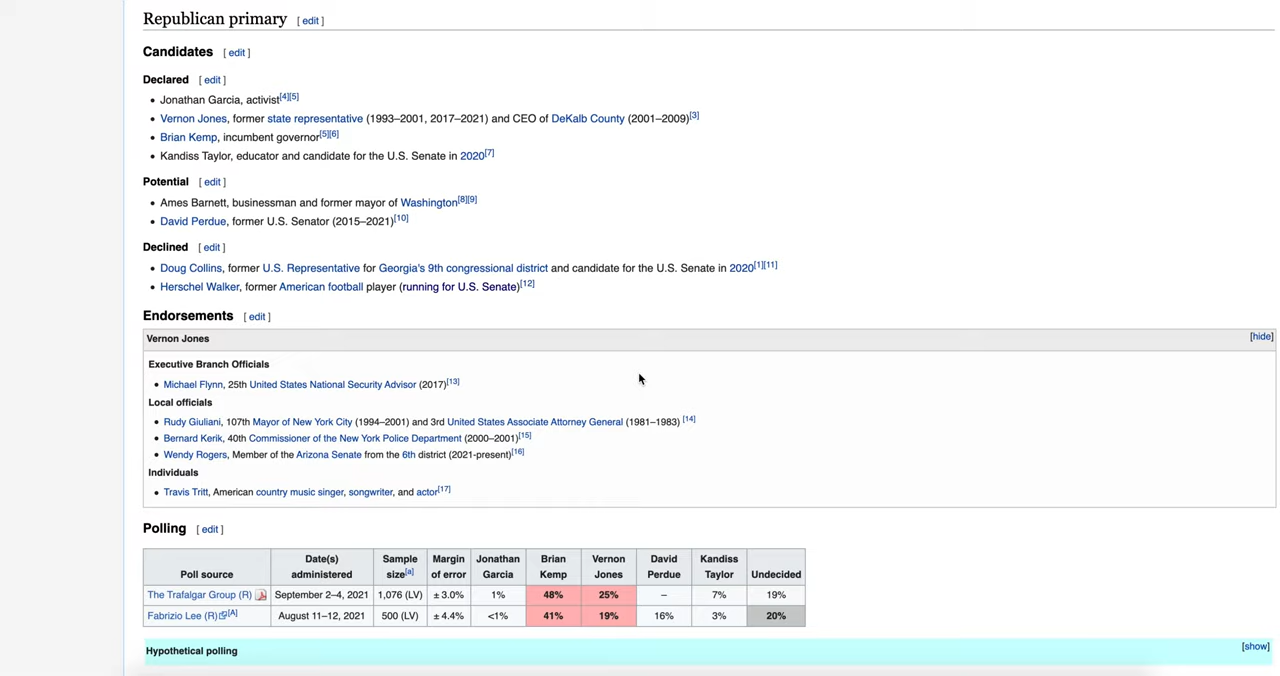 Republican primary [ edit ]
Candidates [ edit ]
Declared [ edit ]
• Jonathan Garcia, activist[4][5]
• Vernon Jones, former state representative (1993–2001, 2017–2021) and CEO of DeKalb County (2001–2009)[3]
• Brian Kemp, incumbent governor[5][6]
• Kandiss Taylor, educator and candidate for the U.S. Senate in 2020[7]
Potential [ edit ]
• Ames Barnett, businessman and former mayor of Washington[8][9]
• David Perdue, former U.S. Senator (2015–2021)[10]
Declined [ edit ]
• Doug Collins, former U.S. Representative for Georgia's 9th congressional district and candidate for the U.S. Senate in 2020[1][11]
• Herschel Walker, former American football player (running for U.S. Senate)[12]
Endorsements [ edit ]
Vernon Jones [hide]
Executive Branch Officials
• Michael Flynn, 25th United States National Security Advisor (2017)[13]
Local officials
• Rudy Giuliani, 107th Mayor of New York City (1994–2001) and 3rd United States Associate Attorney General (1981–1983) [14]
• Bernard Kerik, 40th Commissioner of the New York Police Department (2000–2001)[15]
• Wendy Rogers, Member of the Arizona Senate from the 6th district (2021-present)[16]
Individuals
• Travis Tritt, American country music singer, songwriter, and actor[17]
Polling [ edit ]
Poll source Date(s) administered Sample size[a] Margin of error Jonathan Garcia Brian Kemp Vernon Jones David Perdue Kandiss Taylor Undecided
The Trafalgar Group (R) September 2–4, 2021 1,076 (LV) ± 3.0% 1% 48% 25% – 7% 19%
Fabrizio Lee (R)[A] August 11–12, 2021 500 (LV) ± 4.4% <1% 41% 19% 16% 3% 20%
Hypothetical polling [show]